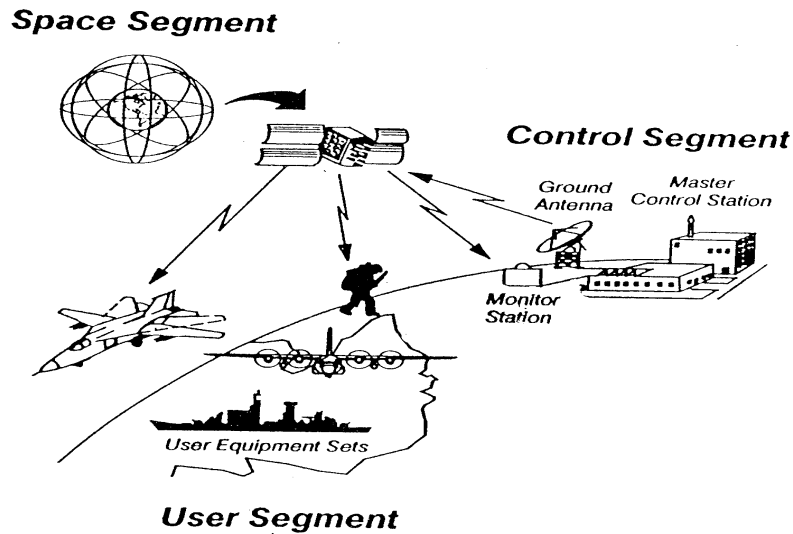 Space Segment
Control Segment
Ground
Antenna
Master
Control Station
Monitor
Station
User Equipment Sets
User Segment